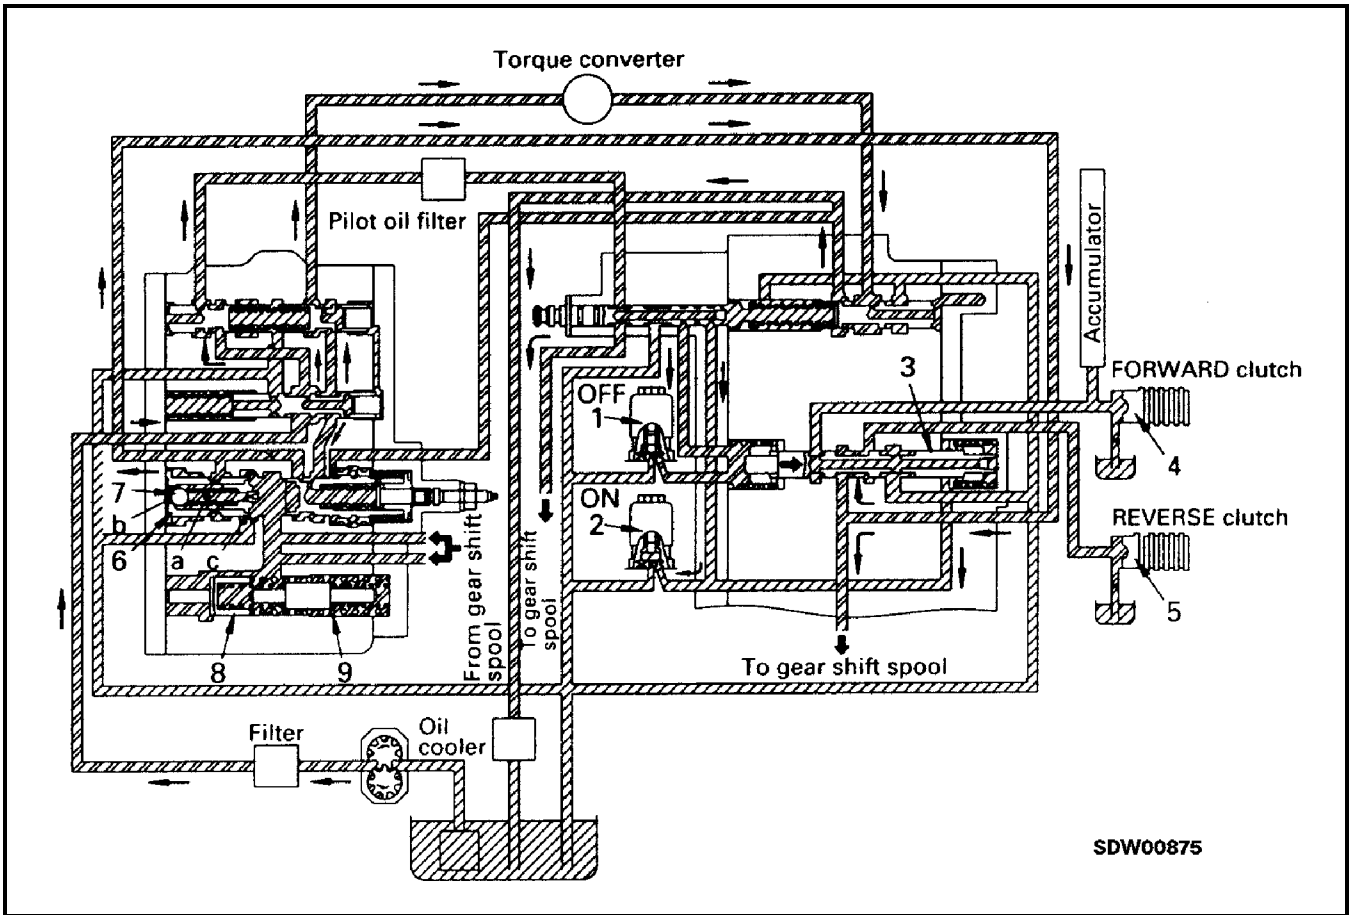 Torque converter
Pilot oil filter
Accumulator
FORWARD clutch
3
OFF
1
4
7
b
6
a
c
ON
2
REVERSE clutch
5
From gear shift
spool
To gear shift
spool
8
9
To gear shift spool
Filter
Oil
cooler
SDW00875